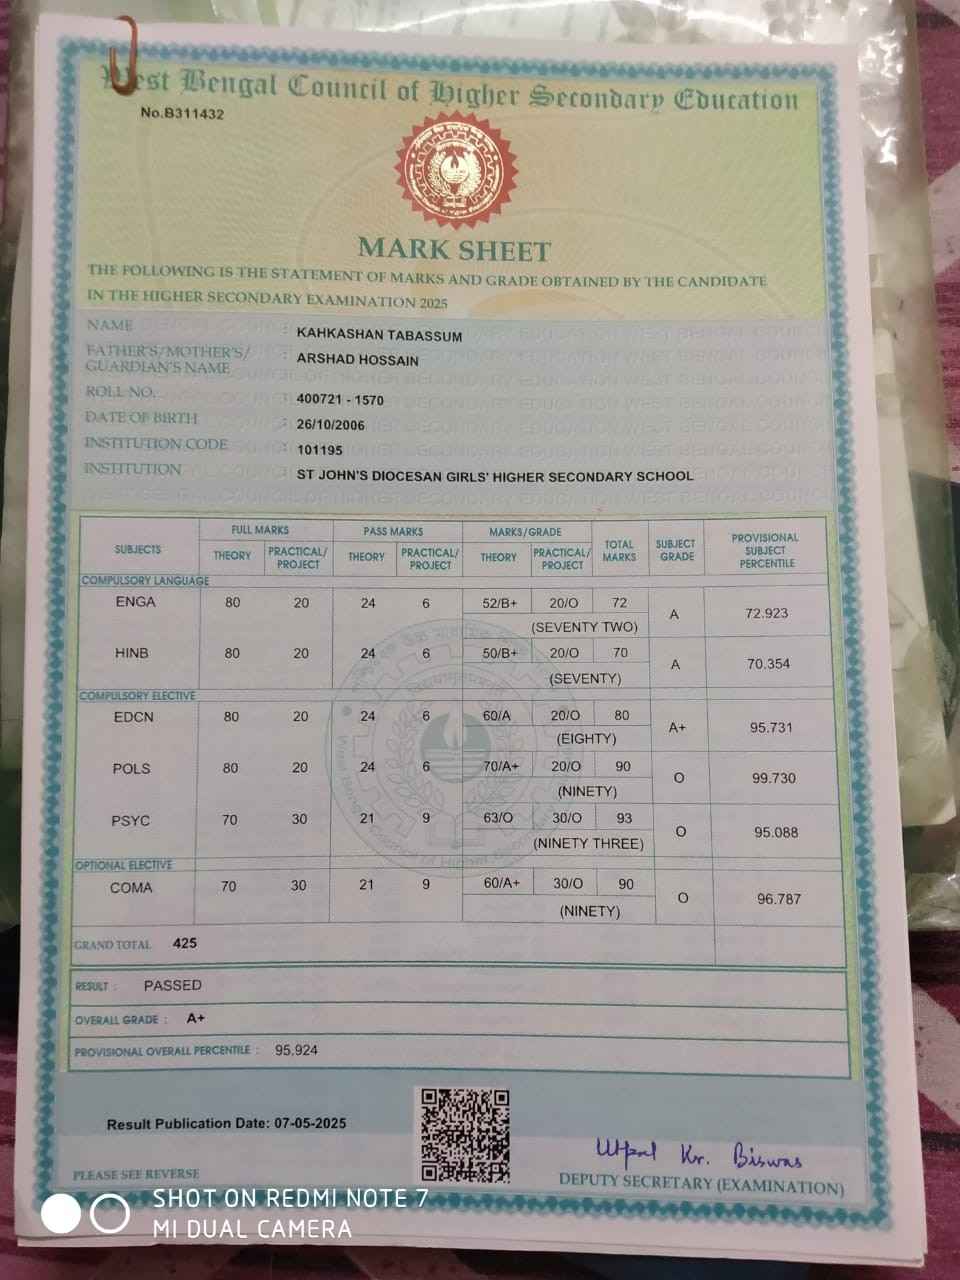 West Bengal Council of Higher Secondary Education
No.B311432
MARK SHEET
THE FOLLOWING IS THE STATEMENT OF MARKS AND GRADE OBTAINED BY THE CANDIDATE
IN THE HIGHER SECONDARY EXAMINATION 2025
NAME : KAHKASHAN TABASSUM
FATHER'S/MOTHER'S/
GUARDIAN'S NAME : ARSHAD HOSSAIN
ROLL NO. : 400721 - 1570
DATE OF BIRTH : 26/10/2006
INSTITUTION CODE : 101195
INSTITUTION : ST JOHN'S DIOCESAN GIRLS' HIGHER SECONDARY SCHOOL
SUBJECTS FULL MARKS PASS MARKS MARKS/GRADE TOTAL MARKS SUBJECT GRADE PROVISIONAL SUBJECT PERCENTILE
THEORY PRACTICAL/PROJECT THEORY PRACTICAL/PROJECT THEORY PRACTICAL/PROJECT
COMPULSORY LANGUAGE
ENGA 80 20 24 6 52/B+ 20/O 72 A 72.923
(SEVENTY TWO)
HINB 80 20 24 6 50/B+ 20/O 70 A 70.354
(SEVENTY)
COMPULSORY ELECTIVE
EDCN 80 20 24 6 60/A 20/O 80 A+ 95.731
(EIGHTY)
POLS 80 20 24 6 70/A+ 20/O 90 O 99.730
(NINETY)
PSYC 70 30 21 9 63/O 30/O 93 O 95.088
(NINETY THREE)
OPTIONAL ELECTIVE
COMA 70 30 21 9 60/A+ 30/O 90 O 96.787
(NINETY)
GRAND TOTAL 425
RESULT : PASSED
OVERALL GRADE : A+
PROVISIONAL OVERALL PERCENTILE : 95.924
Result Publication Date: 07-05-2025
Utpal Kr. Biswas
PLEASE SEE REVERSE
DEPUTY SECRETARY (EXAMINATION)
SHOT ON REDMI NOTE 7
MI DUAL CAMERA